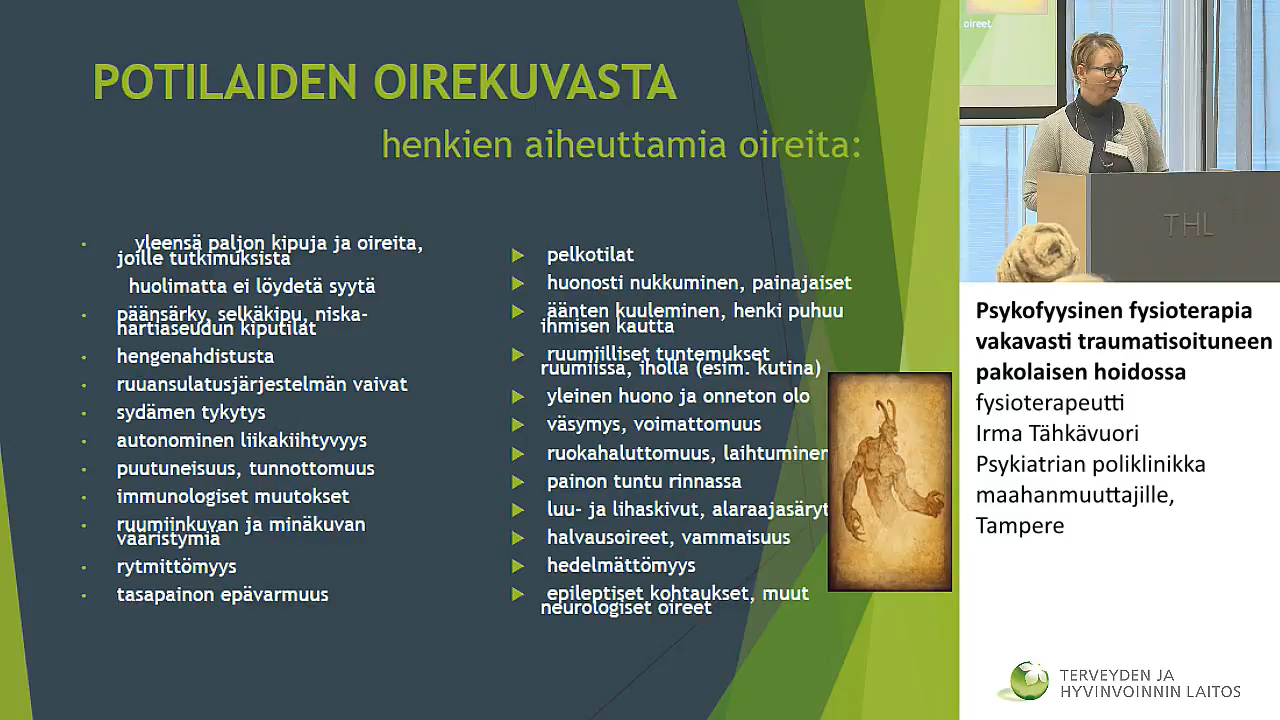 POTILAIDEN OIREKUVASTA
henkien aiheuttamia oireita:
yleensä paljon kipuja ja oireita,
joille tutkimuksista
huolimatta ei löydetä syytä
päänsärky, selkäkipu, niska-
hartiaseudun kiputilat
hengenahdistusta
ruuansulatusjärjestelmän vaivat
sydämen tykytys
autonominen liikakiihtyvyys
puutuneisuus, tunnottomuus
immunologiset muutokset
ruumiinkuvan ja minäkuvan
vääristymiä
rytmittömyys
tasapainon epävarmuus
pelkotilat
huonosti nukkuminen, painajaiset
äänten kuuleminen, henki puhuu
ihmisen kautta
ruumiilliset tuntemukset
ruumiissa, iholla (esim. kutina)
yleinen huono ja onneton olo
väsymys, voimattomuus
ruokahaluttomuus, laihtuminen
painon tuntu rinnassa
luu- ja lihaskivut, alaraajasäryt
halvausoireet, vammaisuus
hedelmättömyys
epileptiset kohtaukset, muut
neurologiset oireet
oireet
THL
Psykofyysinen fysioterapia
vakavasti traumatisoituneen
pakolaisen hoidossa
fysioterapeutti
Irma Tähkävuori
Psykiatrian poliklinikka
maahanmuuttajille,
Tampere
TERVEYDEN JA
HYVINVOINNIN LAITOS